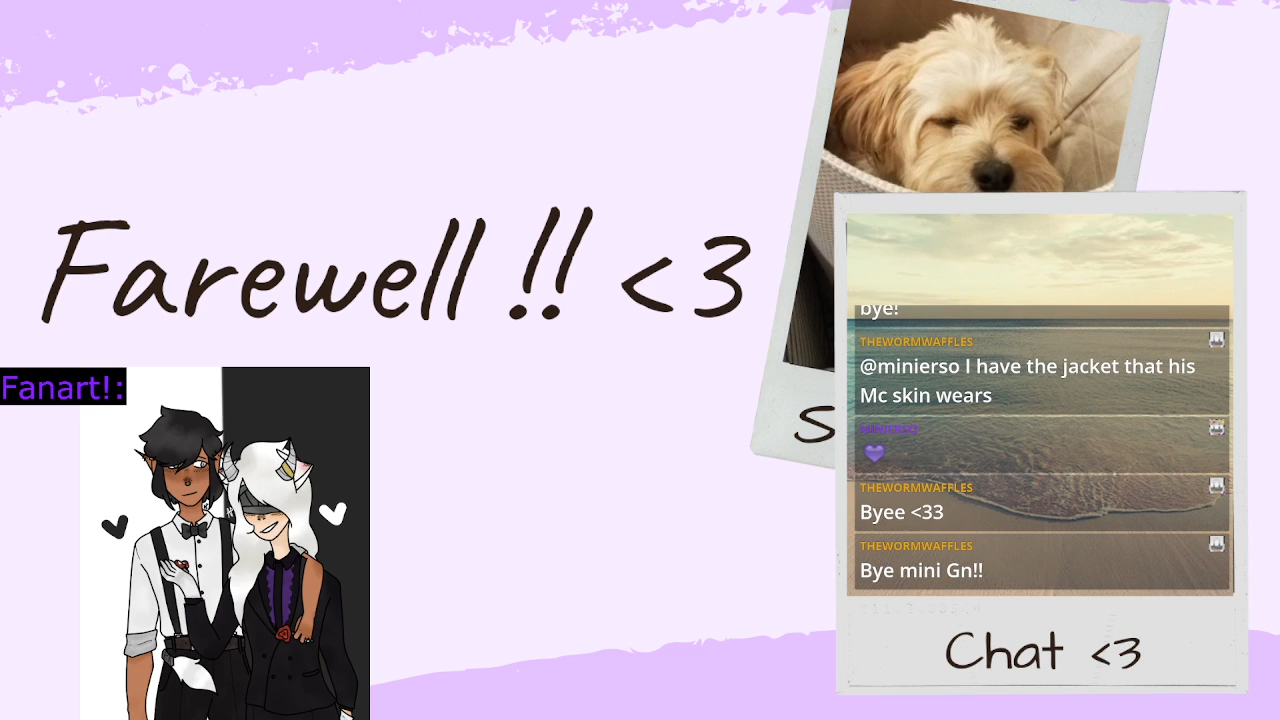 Farewell !! <3
Fanart!:
S
bye!
THEWORMWAFFLES
@minierso I have the jacket that his
Mc skin wears
MINIERSO
💜
THEWORMWAFFLES
Byee <33
THEWORMWAFFLES
Bye mini Gn!!
Chat <3